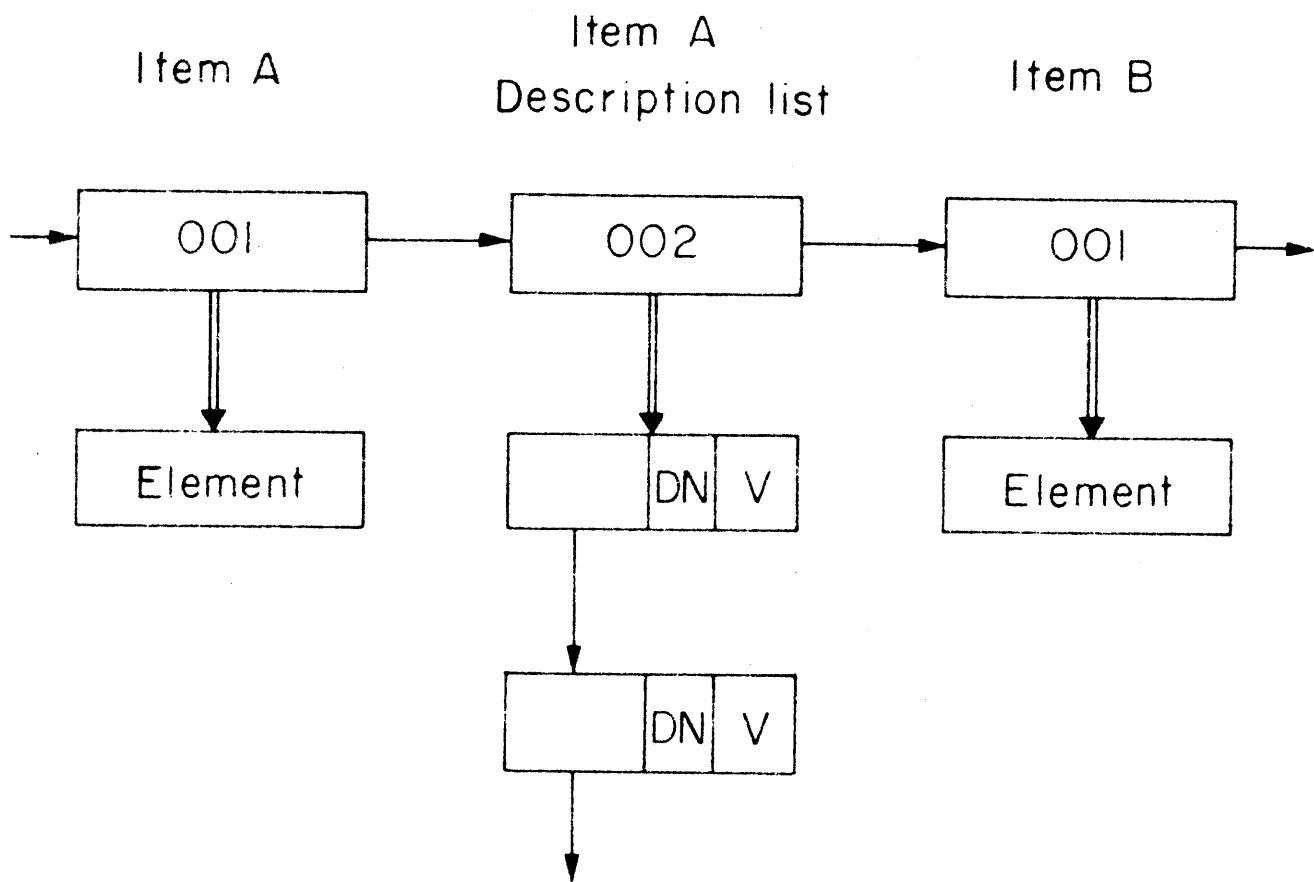 Item A
Item A
Description list
Item B
001
002
001
Element
DN V
Element
DN V